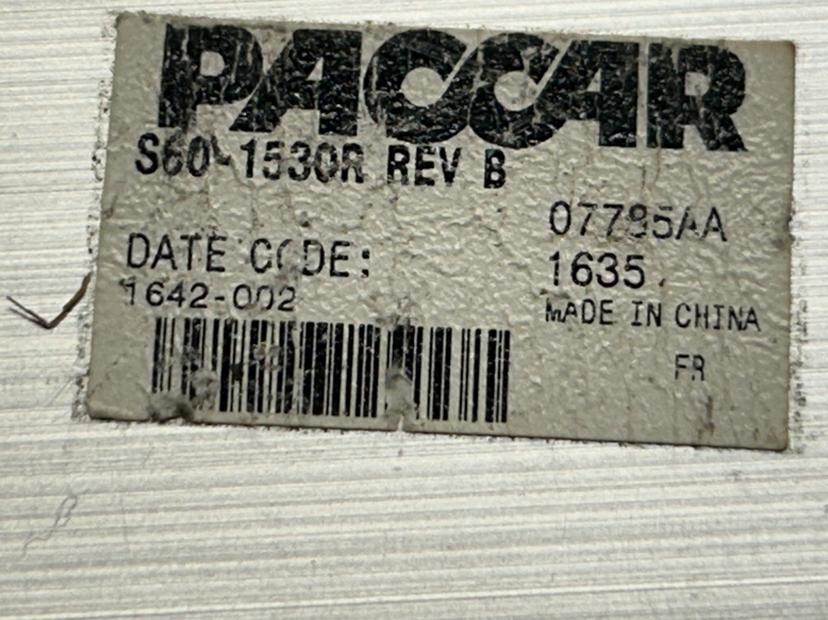 PACCAR
S60-1530R REV B
07785AA
DATE CODE:
1635
1642-002
MADE IN CHINA
FR